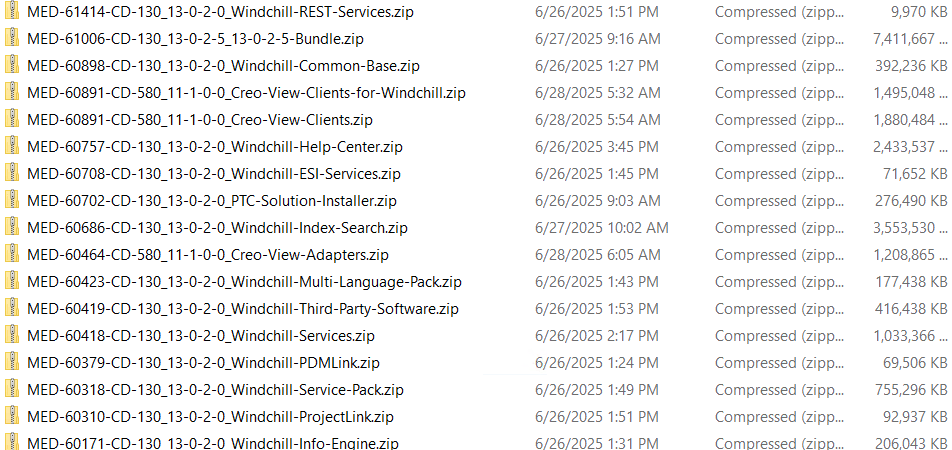 MED-61414-CD-130_13-0-2-0_Windchill-REST-Services.zip 6/26/2025 1:51 PM Compressed (zipp... 9,970 KB
MED-61006-CD-130_13-0-2-5_13-0-2-5-Bundle.zip 6/27/2025 9:16 AM Compressed (zipp... 7,411,667 ...
MED-60898-CD-130_13-0-2-0_Windchill-Common-Base.zip 6/26/2025 1:27 PM Compressed (zipp... 392,236 KB
MED-60891-CD-580_11-1-0-0_Creo-View-Clients-for-Windchill.zip 6/28/2025 5:32 AM Compressed (zipp... 1,495,048 ...
MED-60891-CD-580_11-1-0-0_Creo-View-Clients.zip 6/28/2025 5:54 AM Compressed (zipp... 1,880,484 ...
MED-60757-CD-130_13-0-2-0_Windchill-Help-Center.zip 6/26/2025 3:45 PM Compressed (zipp... 2,433,537 ...
MED-60708-CD-130_13-0-2-0_Windchill-ESI-Services.zip 6/26/2025 1:45 PM Compressed (zipp... 71,652 KB
MED-60702-CD-130_13-0-2-0_PTC-Solution-Installer.zip 6/26/2025 9:03 AM Compressed (zipp... 276,490 KB
MED-60686-CD-130_13-0-2-0_Windchill-Index-Search.zip 6/27/2025 10:02 AM Compressed (zipp... 3,553,530 ...
MED-60464-CD-580_11-1-0-0_Creo-View-Adapters.zip 6/28/2025 6:05 AM Compressed (zipp... 1,208,865 ...
MED-60423-CD-130_13-0-2-0_Windchill-Multi-Language-Pack.zip 6/26/2025 1:43 PM Compressed (zipp... 177,438 KB
MED-60419-CD-130_13-0-2-0_Windchill-Third-Party-Software.zip 6/26/2025 1:53 PM Compressed (zipp... 416,438 KB
MED-60418-CD-130_13-0-2-0_Windchill-Services.zip 6/26/2025 2:17 PM Compressed (zipp... 1,033,366 ...
MED-60379-CD-130_13-0-2-0_Windchill-PDMLink.zip 6/26/2025 1:24 PM Compressed (zipp... 69,506 KB
MED-60318-CD-130_13-0-2-0_Windchill-Service-Pack.zip 6/26/2025 1:49 PM Compressed (zipp... 755,296 KB
MED-60310-CD-130_13-0-2-0_Windchill-ProjectLink.zip 6/26/2025 1:51 PM Compressed (zipp... 92,937 KB
MED-60171-CD-130_13-0-2-0_Windchill-Info-Engine.zip 6/26/2025 1:31 PM Compressed (zipp... 206,043 KB